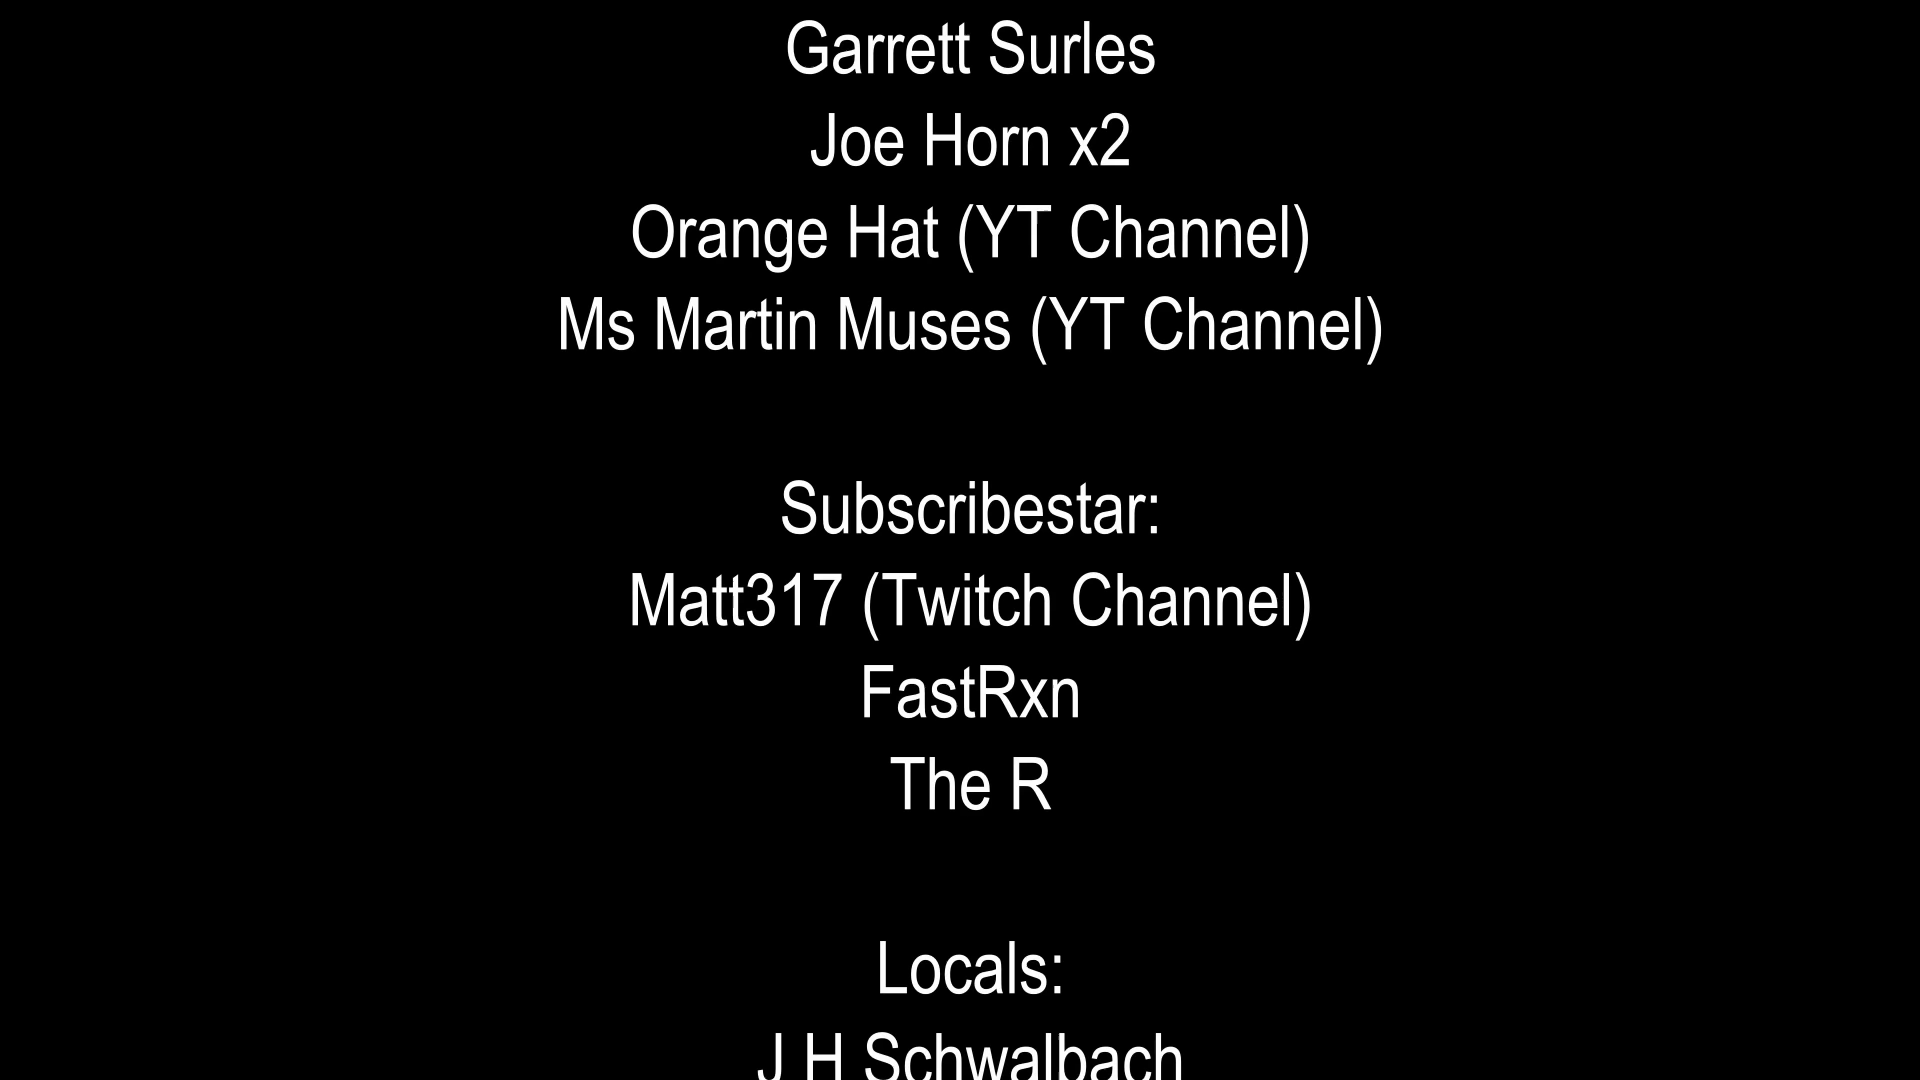 Garrett Surles
Joe Horn x2
Orange Hat (YT Channel)
Ms Martin Muses (YT Channel)
Subscribestar:
Matt317 (Twitch Channel)
FastRxn
The R
Locals:
J H Schwalbach